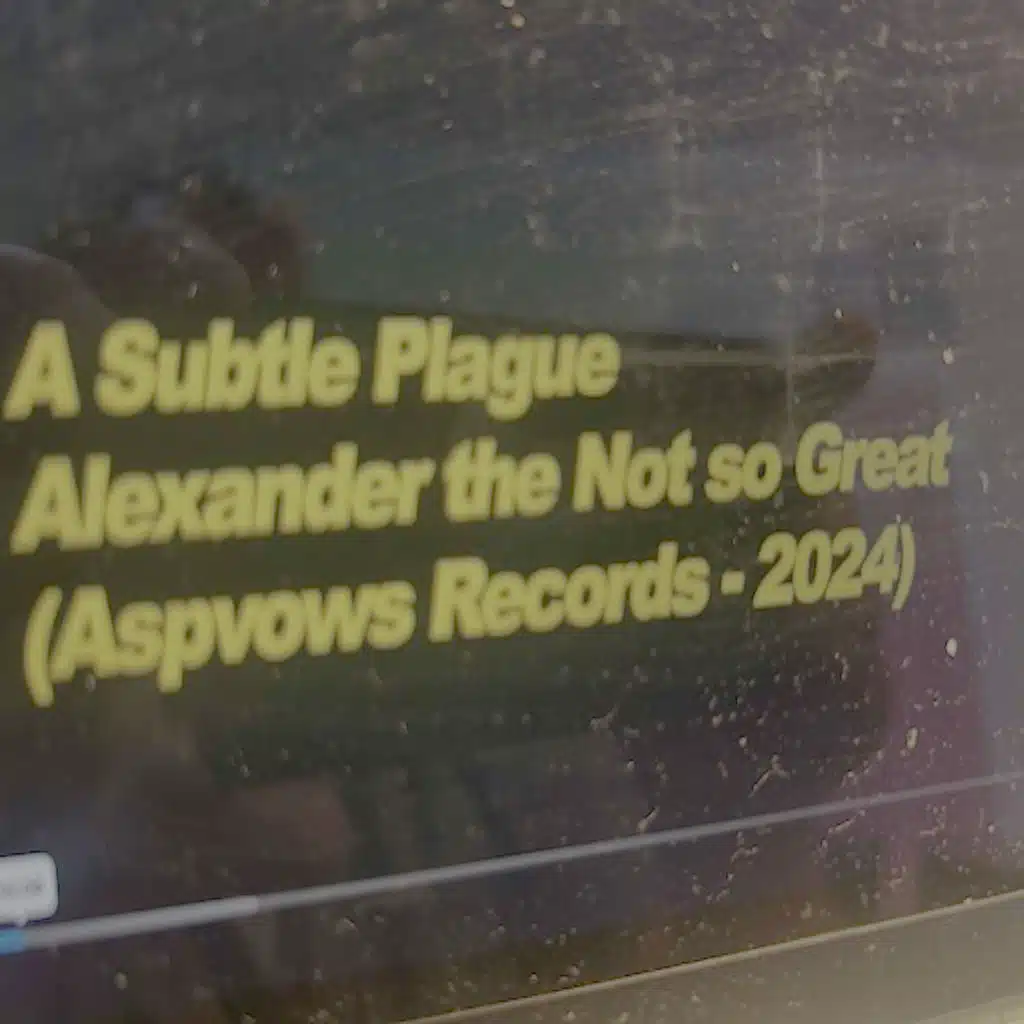 A Subtle Plague
Alexander the Not so Great
(Aspvows Records - 2024)